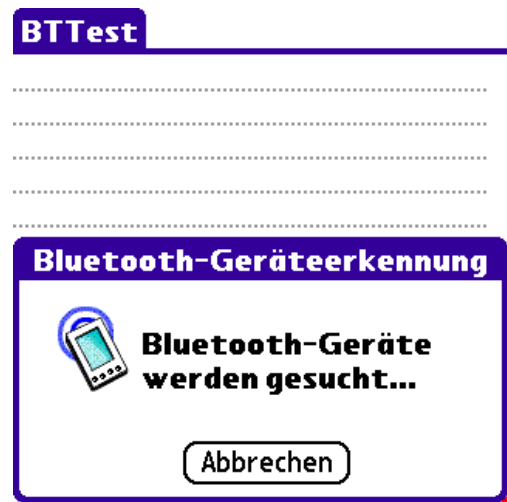 BTTest
Bluetooth-Geräteerkennung
Bluetooth-Geräte
werden gesucht...
Abbrechen